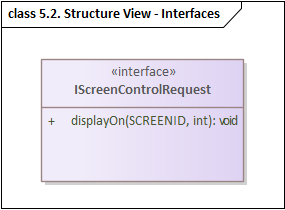 class 5.2. Structure View - Interfaces
«interface»
IScreenControlRequest
+ displayOn(SCREENID, int): void